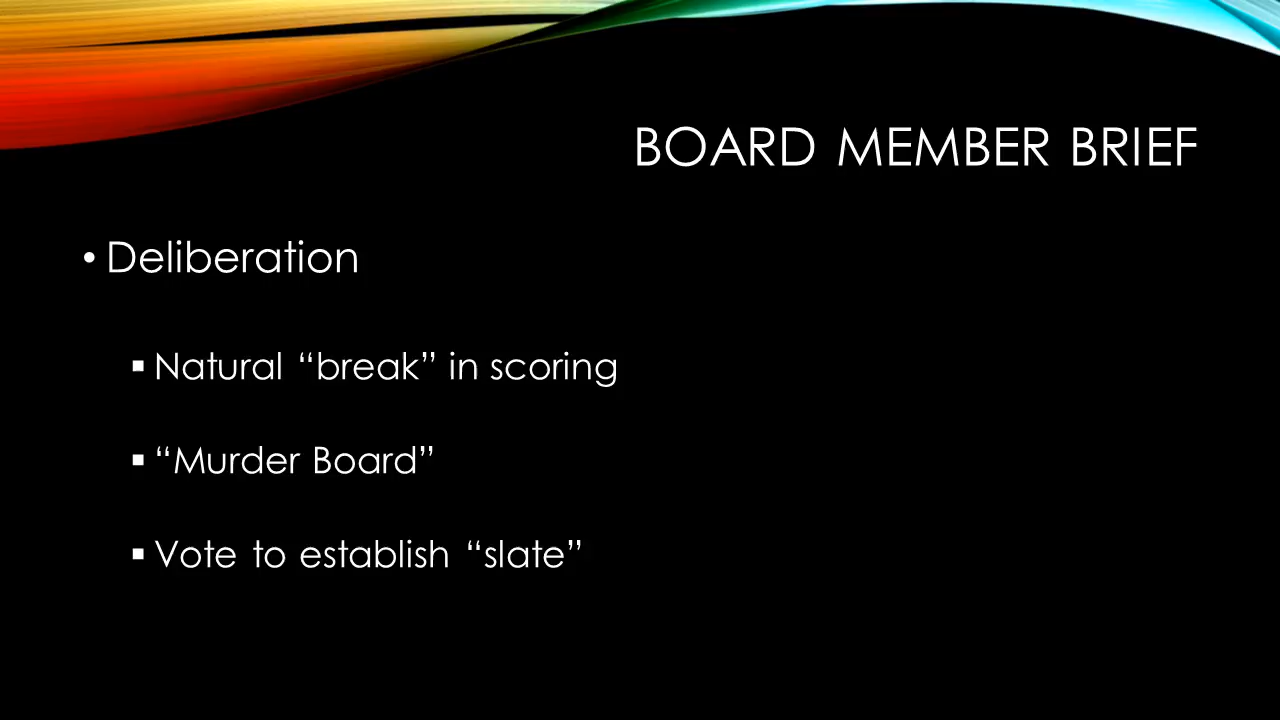 BOARD MEMBER BRIEF
• Deliberation
▪ Natural “break” in scoring
▪ “Murder Board”
▪ Vote to establish “slate”